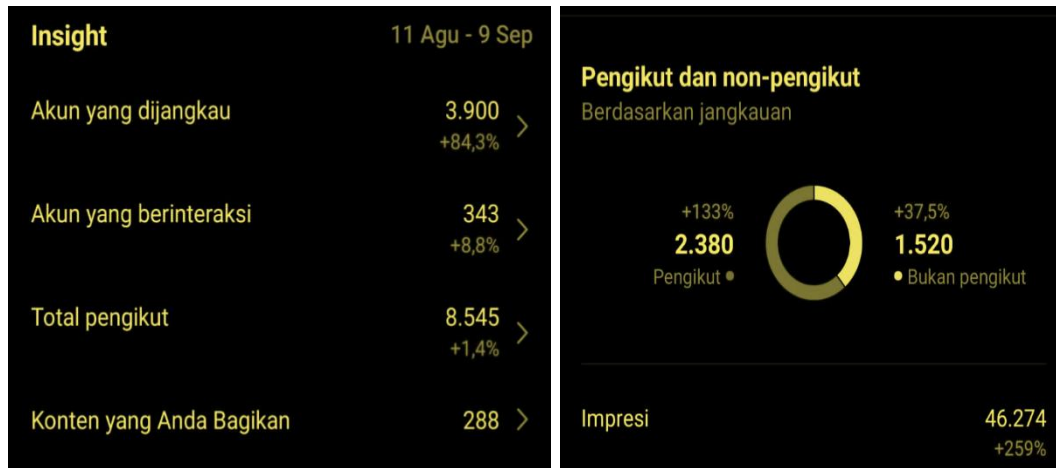 Insight
11 Agu - 9 Sep
Akun yang dijangkau
3.900
+84,3%
Akun yang berinteraksi
343
+8,8%
Total pengikut
8.545
+1,4%
Konten yang Anda Bagikan
288
Pengikut dan non-pengikut
Berdasarkan jangkauan
+133%
2.380
Pengikut
+37,5%
1.520
Bukan pengikut
Impresi
46.274
+259%